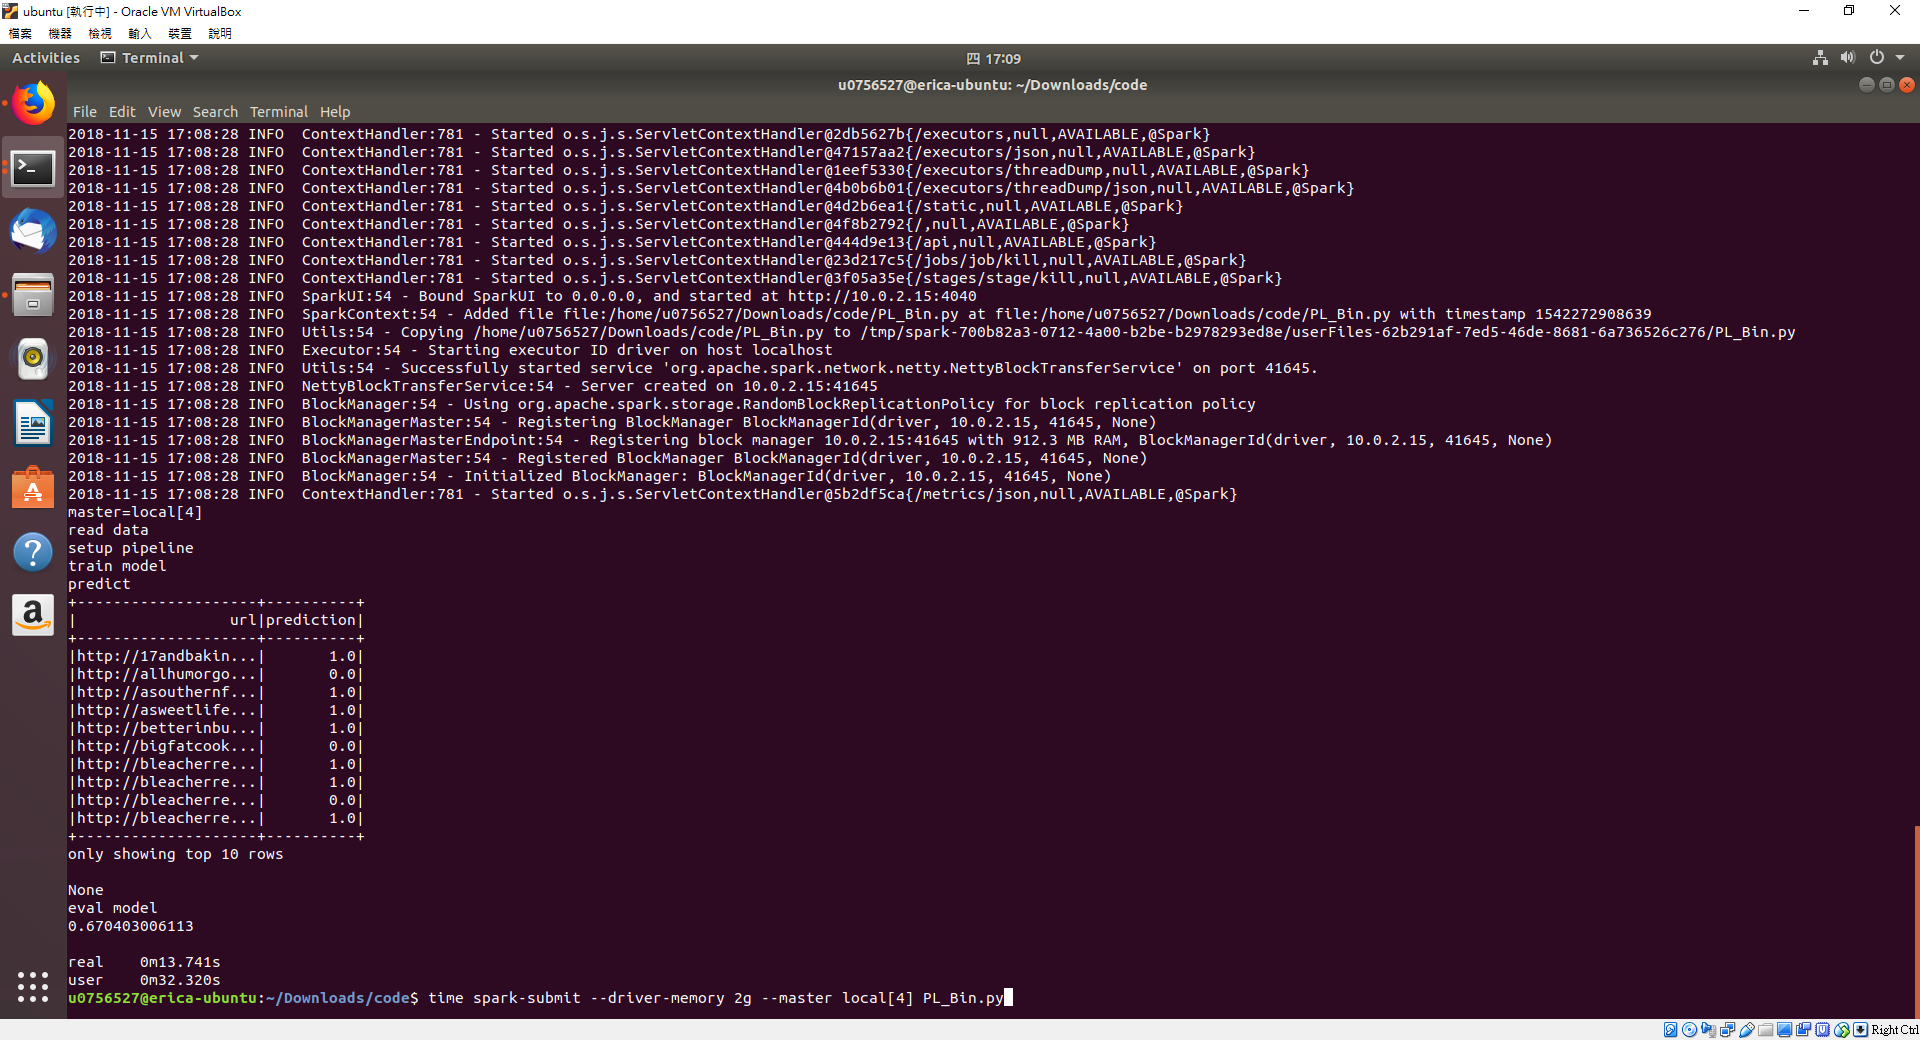 ubuntu [執行中] - Oracle VM VirtualBox
檔案 機器 檢視 輸入 裝置 說明
Activities Terminal 四 17:09
u0756527@erica-ubuntu: ~/Downloads/code
File Edit View Search Terminal Help
2018-11-15 17:08:28 INFO  ContextHandler:781 - Started o.s.j.s.ServletContextHandler@2db5627b{/executors,null,AVAILABLE,@Spark}
2018-11-15 17:08:28 INFO  ContextHandler:781 - Started o.s.j.s.ServletContextHandler@47157aa2{/executors/json,null,AVAILABLE,@Spark}
2018-11-15 17:08:28 INFO  ContextHandler:781 - Started o.s.j.s.ServletContextHandler@1eef5330{/executors/threadDump,null,AVAILABLE,@Spark}
2018-11-15 17:08:28 INFO  ContextHandler:781 - Started o.s.j.s.ServletContextHandler@4b0b6b01{/executors/threadDump/json,null,AVAILABLE,@Spark}
2018-11-15 17:08:28 INFO  ContextHandler:781 - Started o.s.j.s.ServletContextHandler@4d2b6ea1{/static,null,AVAILABLE,@Spark}
2018-11-15 17:08:28 INFO  ContextHandler:781 - Started o.s.j.s.ServletContextHandler@4f8b2792{/,null,AVAILABLE,@Spark}
2018-11-15 17:08:28 INFO  ContextHandler:781 - Started o.s.j.s.ServletContextHandler@444d9e13{/api,null,AVAILABLE,@Spark}
2018-11-15 17:08:28 INFO  ContextHandler:781 - Started o.s.j.s.ServletContextHandler@23d217c5{/jobs/job/kill,null,AVAILABLE,@Spark}
2018-11-15 17:08:28 INFO  ContextHandler:781 - Started o.s.j.s.ServletContextHandler@3f05a35e{/stages/stage/kill,null,AVAILABLE,@Spark}
2018-11-15 17:08:28 INFO  SparkUI:54 - Bound SparkUI to 0.0.0.0, and started at http://10.0.2.15:4040
2018-11-15 17:08:28 INFO  SparkContext:54 - Added file file:/home/u0756527/Downloads/code/PL_Bin.py at file:/home/u0756527/Downloads/code/PL_Bin.py with timestamp 1542272908639
2018-11-15 17:08:28 INFO  Utils:54 - Copying /home/u0756527/Downloads/code/PL_Bin.py to /tmp/spark-700b82a3-0712-4a00-b2be-b2978293ed8e/userFiles-62b291af-7ed5-46de-8681-6a736526c276/PL_Bin.py
2018-11-15 17:08:28 INFO  Executor:54 - Starting executor ID driver on host localhost
2018-11-15 17:08:28 INFO  Utils:54 - Successfully started service 'org.apache.spark.network.netty.NettyBlockTransferService' on port 41645.
2018-11-15 17:08:28 INFO  NettyBlockTransferService:54 - Server created on 10.0.2.15:41645
2018-11-15 17:08:28 INFO  BlockManager:54 - Using org.apache.spark.storage.RandomBlockReplicationPolicy for block replication policy
2018-11-15 17:08:28 INFO  BlockManagerMaster:54 - Registering BlockManager BlockManagerId(driver, 10.0.2.15, 41645, None)
2018-11-15 17:08:28 INFO  BlockManagerMasterEndpoint:54 - Registering block manager 10.0.2.15:41645 with 912.3 MB RAM, BlockManagerId(driver, 10.0.2.15, 41645, None)
2018-11-15 17:08:28 INFO  BlockManagerMaster:54 - Registered BlockManager BlockManagerId(driver, 10.0.2.15, 41645, None)
2018-11-15 17:08:28 INFO  BlockManager:54 - Initialized BlockManager: BlockManagerId(driver, 10.0.2.15, 41645, None)
2018-11-15 17:08:28 INFO  ContextHandler:781 - Started o.s.j.s.ServletContextHandler@5b2df5ca{/metrics/json,null,AVAILABLE,@Spark}
master=local[4]
read data
setup pipeline
train model
predict
+--------------------+----------+
|                 url|prediction|
+--------------------+----------+
|http://17andbakin...|       1.0|
|http://allhumorgo...|       0.0|
|http://asouthernf...|       1.0|
|http://asweetlife...|       1.0|
|http://betterinbu...|       1.0|
|http://bigfatcook...|       0.0|
|http://bleacherre...|       1.0|
|http://bleacherre...|       1.0|
|http://bleacherre...|       0.0|
|http://bleacherre...|       1.0|
+--------------------+----------+
only showing top 10 rows
None
eval model
0.670403006113
real    0m13.741s
user    0m32.320s
u0756527@erica-ubuntu:~/Downloads/code$ time spark-submit --driver-memory 2g --master local[4] PL_Bin.py
Right Ctrl